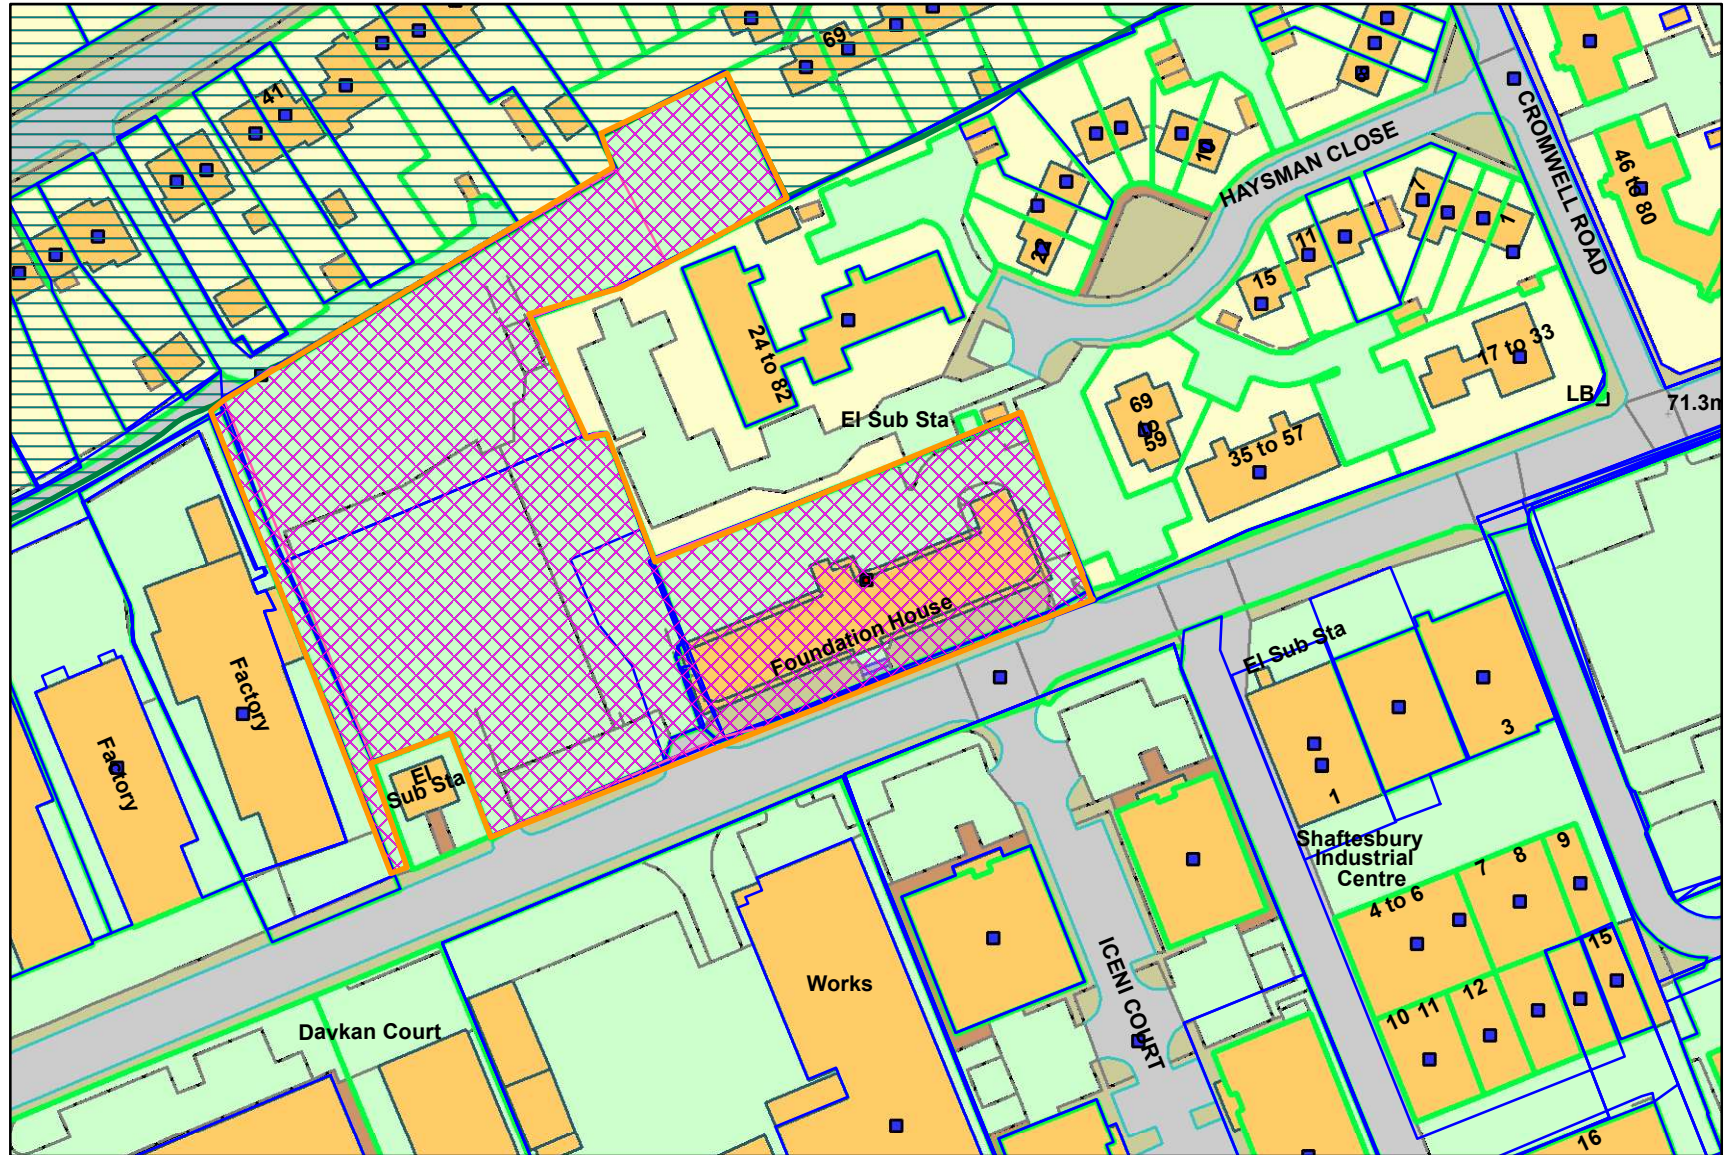 69
41
9
10
HAYSMAN CLOSE
CROMWELL ROAD
46 to 80
7
1
11
15
22
24 to 82
17 to 33
LB
71.3m
El Sub Sta
69
to
59
35 to 57
Foundation House
El Sub Sta
Factory
Factory
El
Sub Sta
1
3
Shaftesbury
Industrial
Centre
4 to 6
7
8
9
10
11
12
15
16
Works
ICENI COURT
Davkan Court